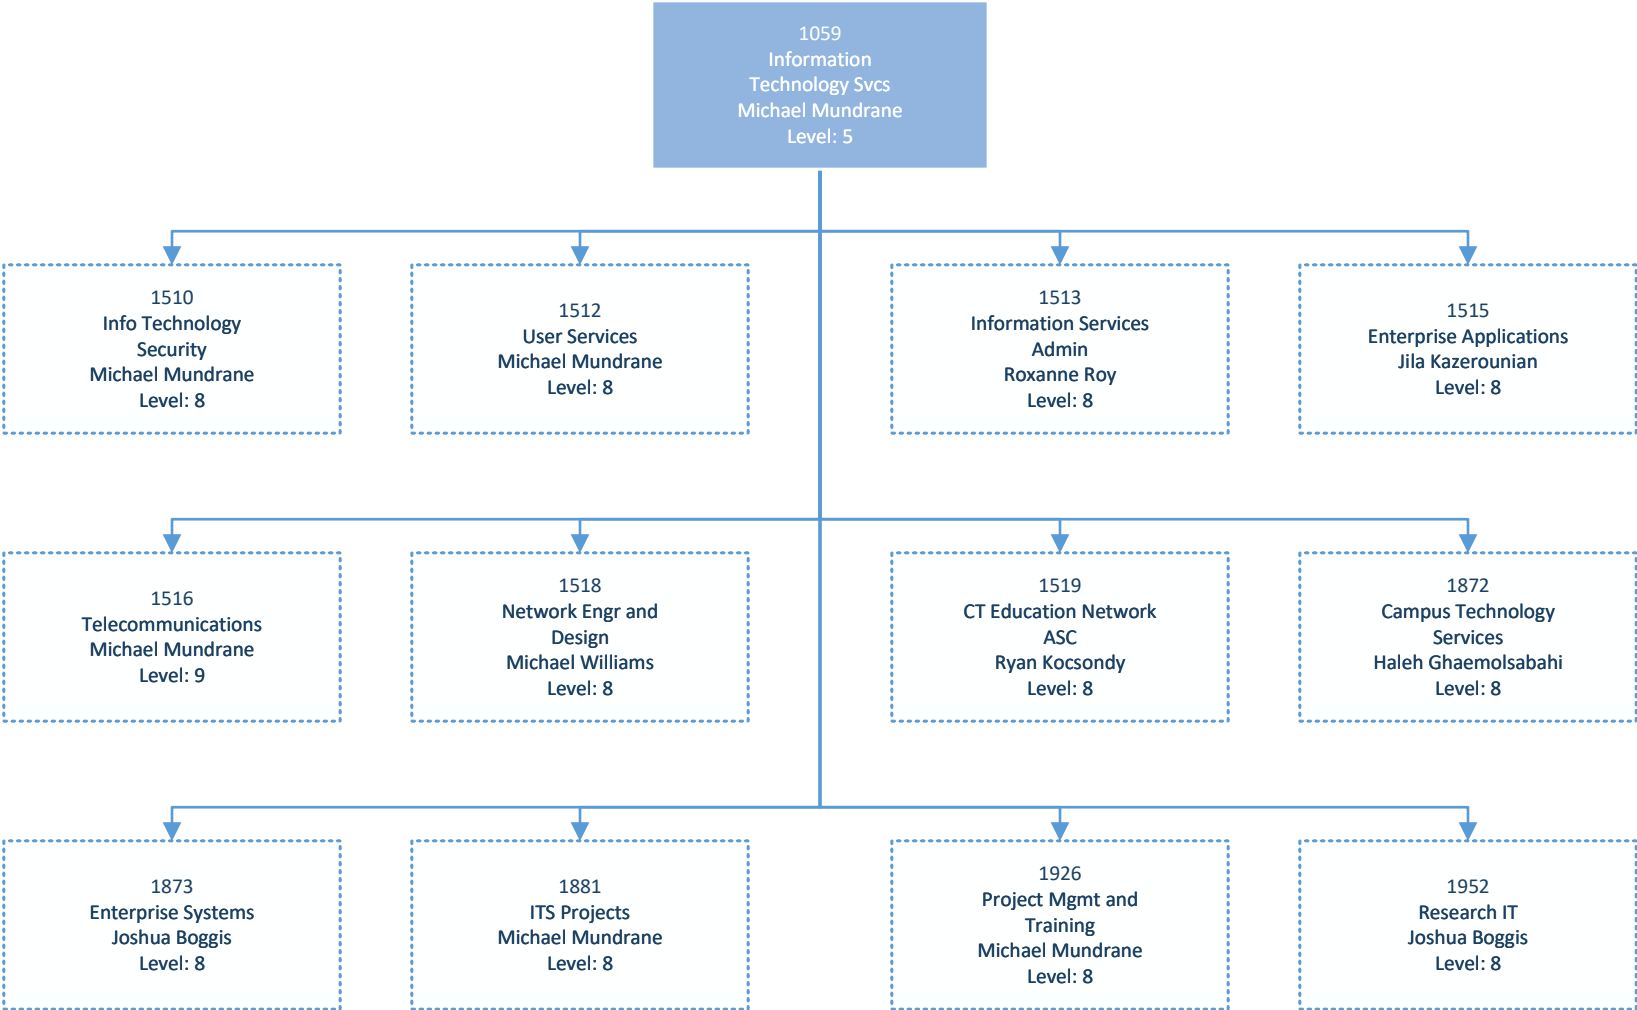 1059
Information
Technology Svcs
Michael Mundrane
Level: 5
1510
Info Technology
Security
Michael Mundrane
Level: 8
1512
User Services
Michael Mundrane
Level: 8
1513
Information Services
Admin
Roxanne Roy
Level: 8
1515
Enterprise Applications
Jila Kazerounian
Level: 8
1516
Telecommunications
Michael Mundrane
Level: 9
1518
Network Engr and
Design
Michael Williams
Level: 8
1519
CT Education Network
ASC
Ryan Kocsondy
Level: 8
1872
Campus Technology
Services
Haleh Ghaemolsabahi
Level: 8
1873
Enterprise Systems
Joshua Boggis
Level: 8
1881
ITS Projects
Michael Mundrane
Level: 8
1926
Project Mgmt and
Training
Michael Mundrane
Level: 8
1952
Research IT
Joshua Boggis
Level: 8